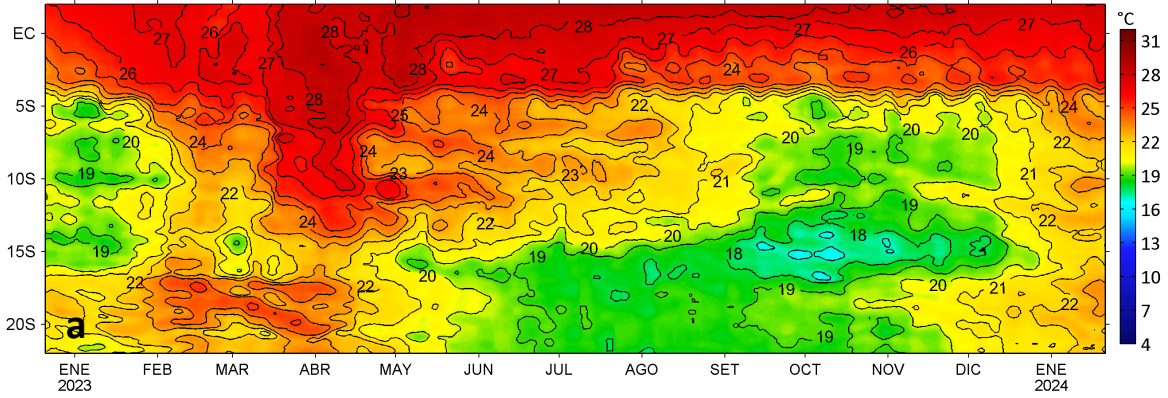 °C
EC
5S
10S
15S
20S
27 26 28 28 27 27
26 27 28 27 24 26
28 25 24 22 24
20 24 24 24 20 19 20 20 22
19 22 23 23 21 21
24 22 19 22
19 20 20 18 18
22 22 20 19 19 20 21 22
19
a
ENE FEB MAR ABR MAY JUN JUL AGO SET OCT NOV DIC ENE
2023 2024
31
28
25
22
19
16
13
10
7
4